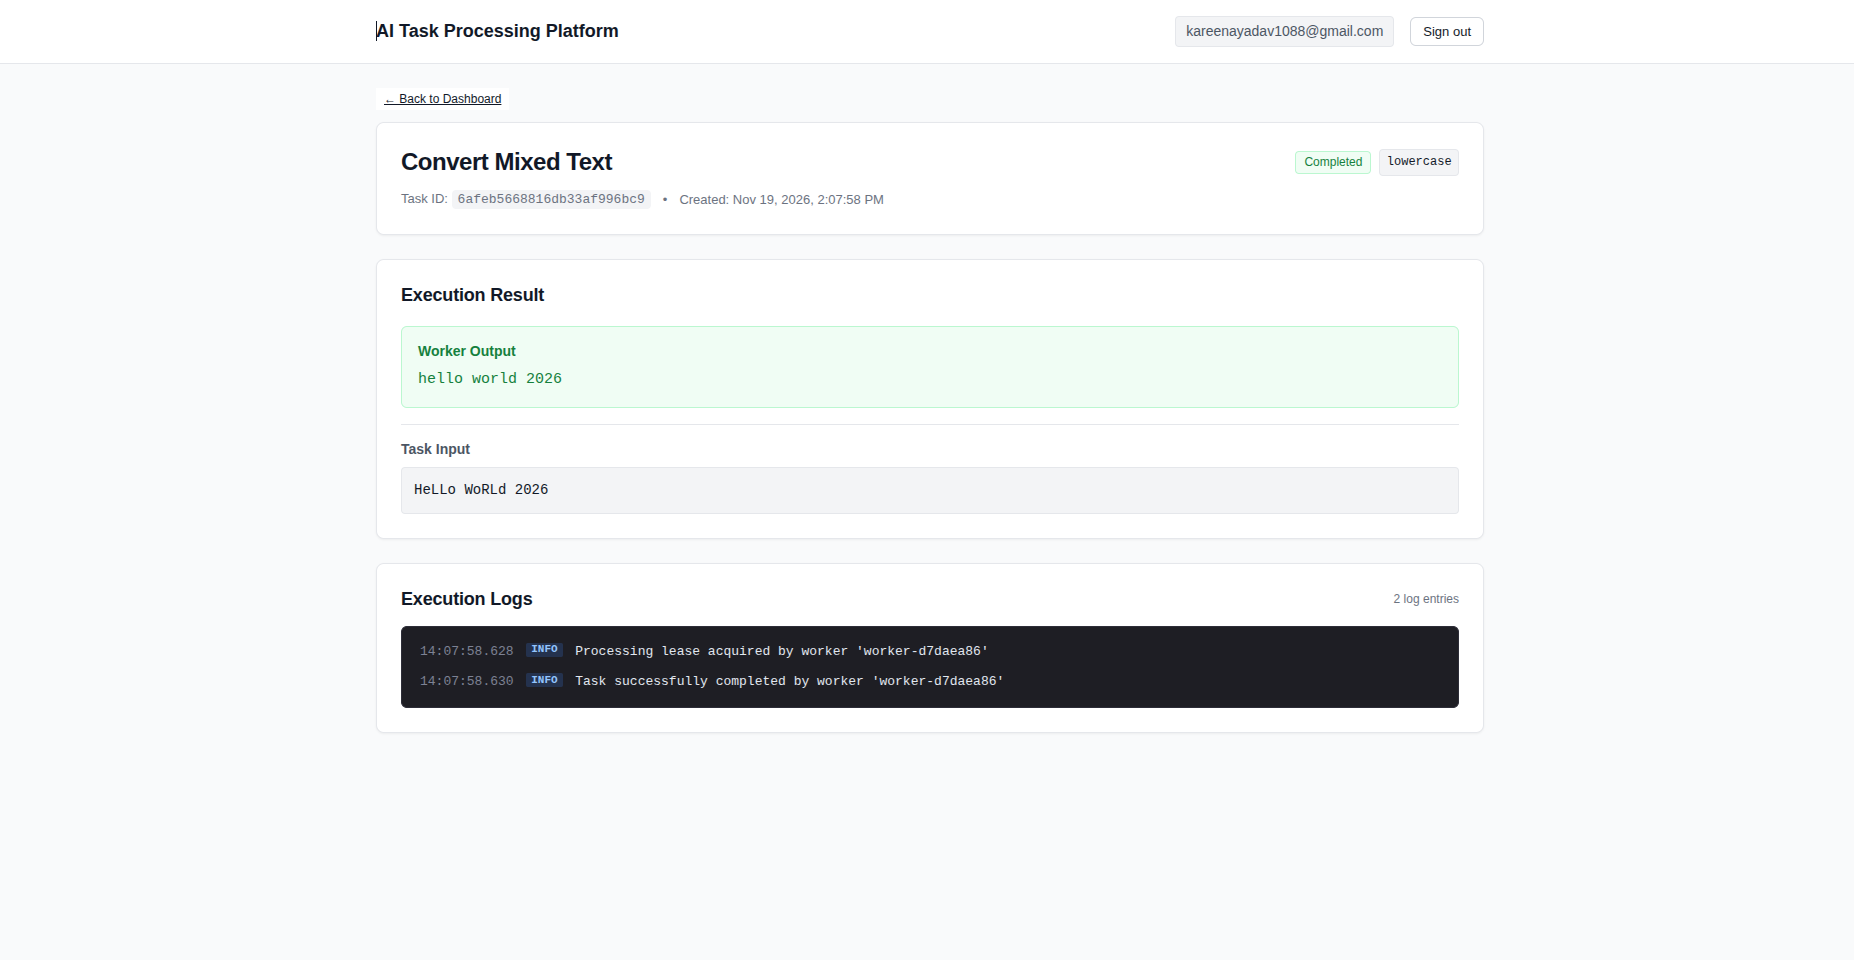 AI Task Processing Platform
kareenayadav1088@gmail.com
Sign out
← Back to Dashboard
Convert Mixed Text
Completed
lowercase
Task ID: 6afeb5668816db33af996bc9 • Created: Nov 19, 2026, 2:07:58 PM
Execution Result
Worker Output
hello world 2026
Task Input
HeLLo WoRLd 2026
Execution Logs
2 log entries
14:07:58.628 INFO Processing lease acquired by worker 'worker-d7daea86'
14:07:58.630 INFO Task successfully completed by worker 'worker-d7daea86'